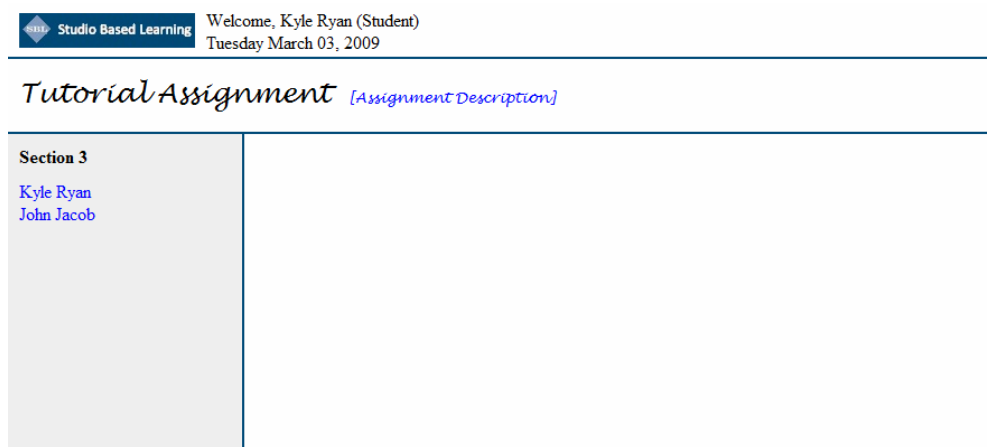 SBL Studio Based Learning
Welcome, Kyle Ryan (Student)
Tuesday March 03, 2009
Tutorial Assignment [Assignment Description]
Section 3
Kyle Ryan
John Jacob